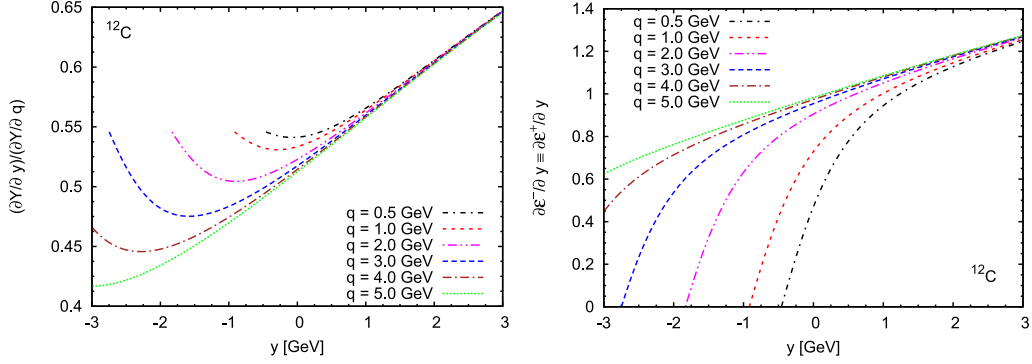 (∂Y/∂ y)/(∂Y/∂ q)
0.65
0.6
0.55
0.5
0.45
0.4
¹²C
q = 0.5 GeV
q = 1.0 GeV
q = 2.0 GeV
q = 3.0 GeV
q = 4.0 GeV
q = 5.0 GeV
-3 -2 -1 0 1 2 3
y [GeV]
∂ℰ⁻/∂ y ≡ ∂ℰ⁺/∂ y
1.4
1.2
1
0.8
0.6
0.4
0.2
0
q = 0.5 GeV
q = 1.0 GeV
q = 2.0 GeV
q = 3.0 GeV
q = 4.0 GeV
q = 5.0 GeV
¹²C
-3 -2 -1 0 1 2 3
y [GeV]